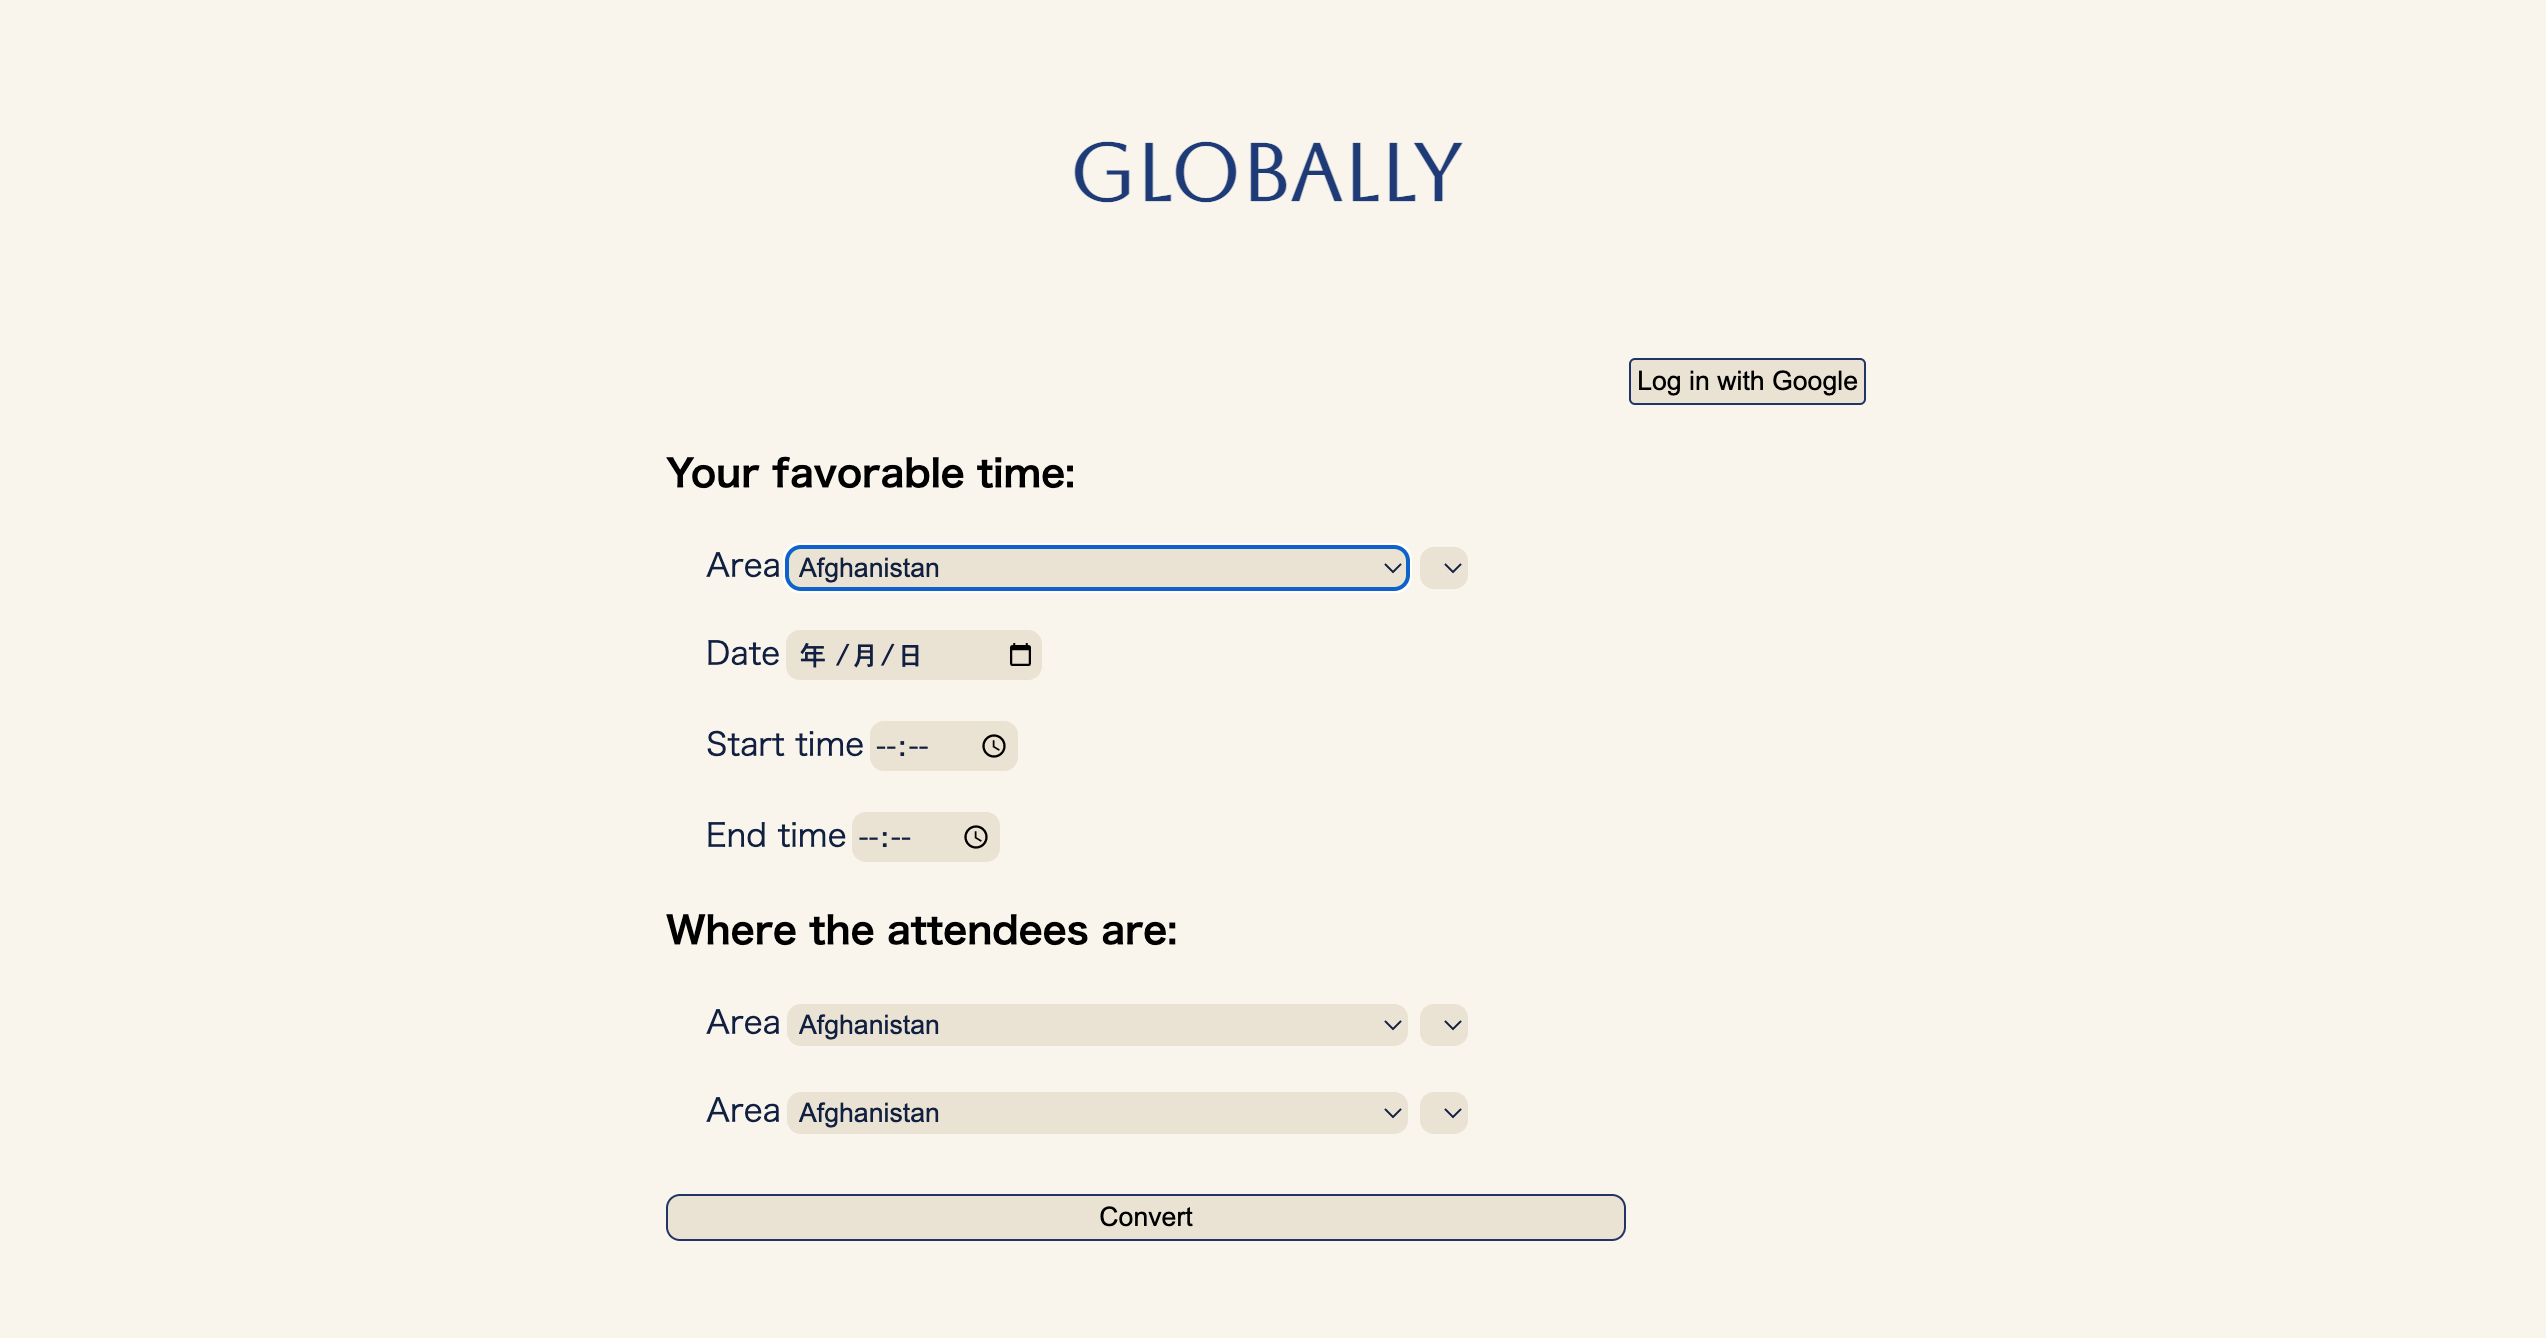 GLOBALLY
Log in with Google
Your favorable time:
Area Afghanistan
Date 年 /月/日
Start time --:--
End time --:--
Where the attendees are:
Area Afghanistan
Area Afghanistan
Convert